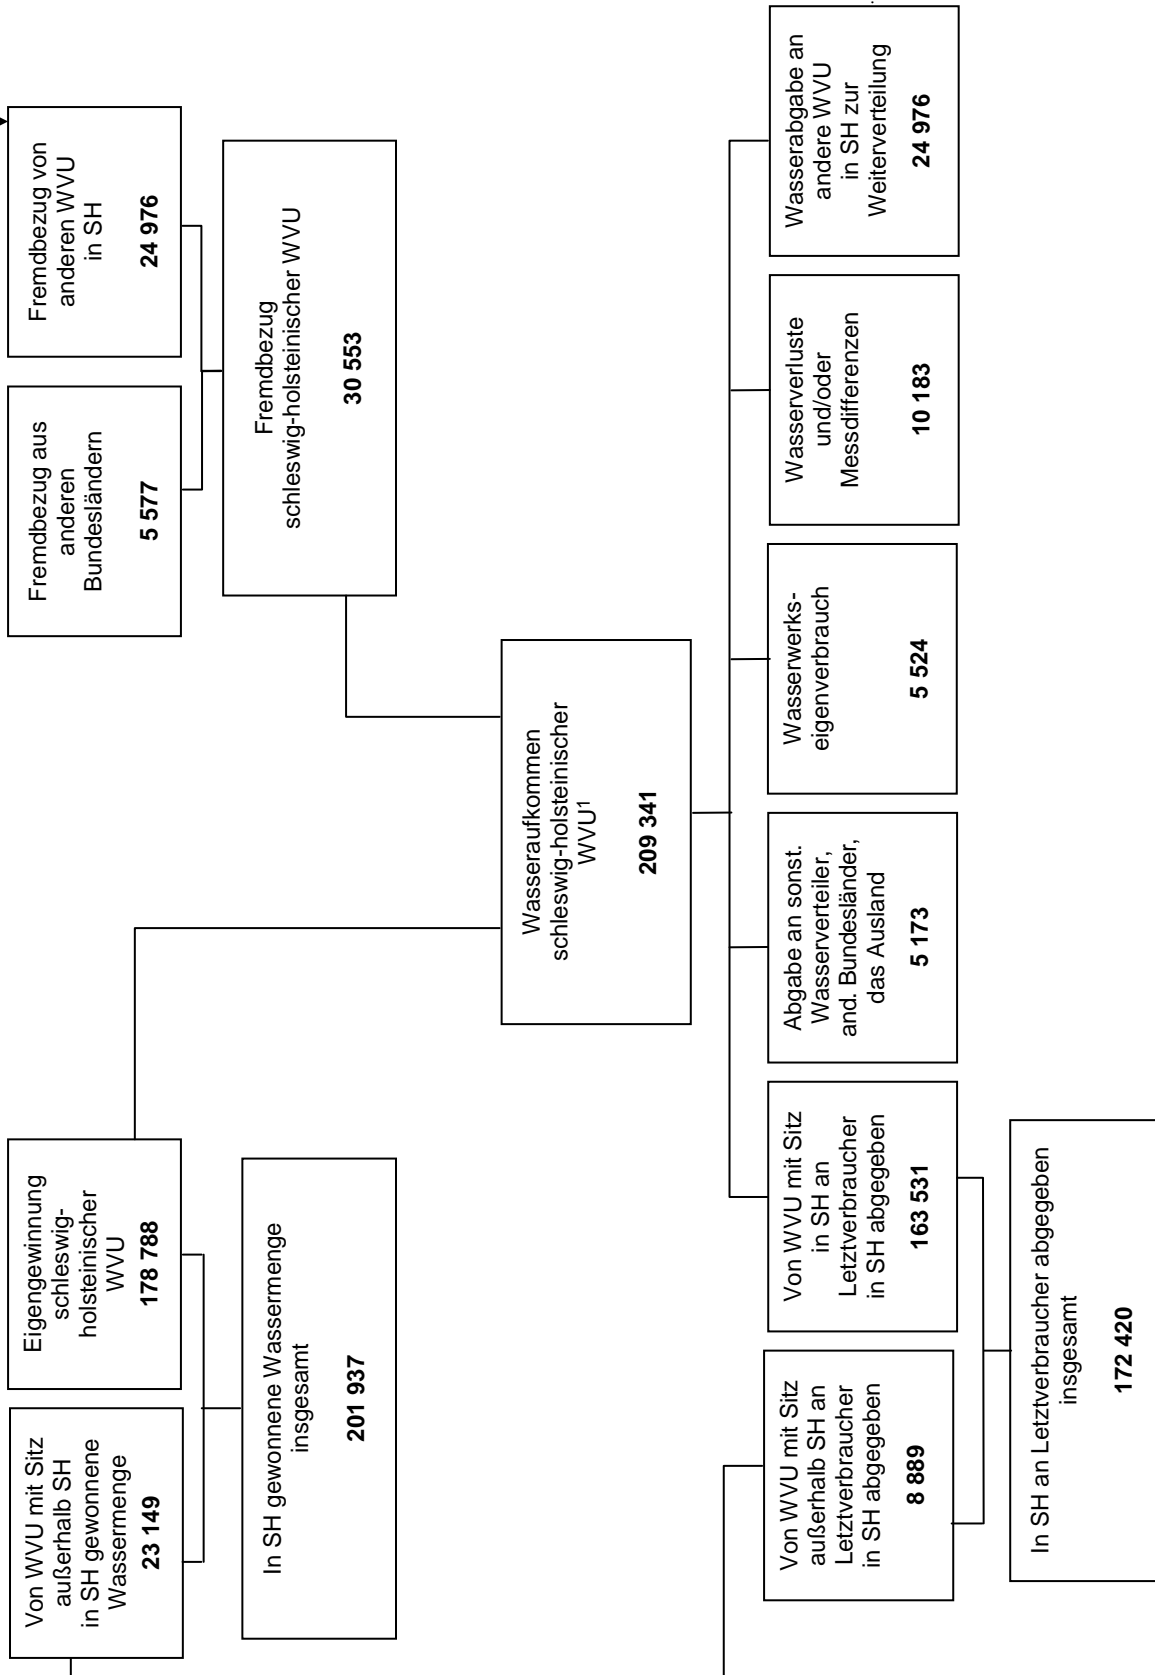 Von WVU mit Sitz
außerhalb SH
in SH gewonnene
Wassermenge
23 149
Eigengewinnung
schleswig-
holsteinischer
WVU
178 788
Fremdbezug aus
anderen
Bundesländern
5 577
Fremdbezug von
anderen WVU
in SH
24 976
In SH gewonnene Wassermenge
insgesamt
201 937
Fremdbezug
schleswig-holsteinischer WVU
30 553
Wasseraufkommen
schleswig-holsteinischer
WVU¹
209 341
Von WVU mit Sitz
außerhalb SH an
Letztverbraucher
in SH abgegeben
8 889
Von WVU mit Sitz
in SH an
Letztverbraucher
in SH abgegeben
163 531
Abgabe an sonst.
Wasserverteiler,
and. Bundesländer,
das Ausland
5 173
Wasserwerks-
eigenverbrauch
5 524
Wasserverluste
und/oder
Messdifferenzen
10 183
Wasserabgabe an
andere WVU
in SH zur
Weiterverteilung
24 976
In SH an Letztverbraucher abgegeben
insgesamt
172 420